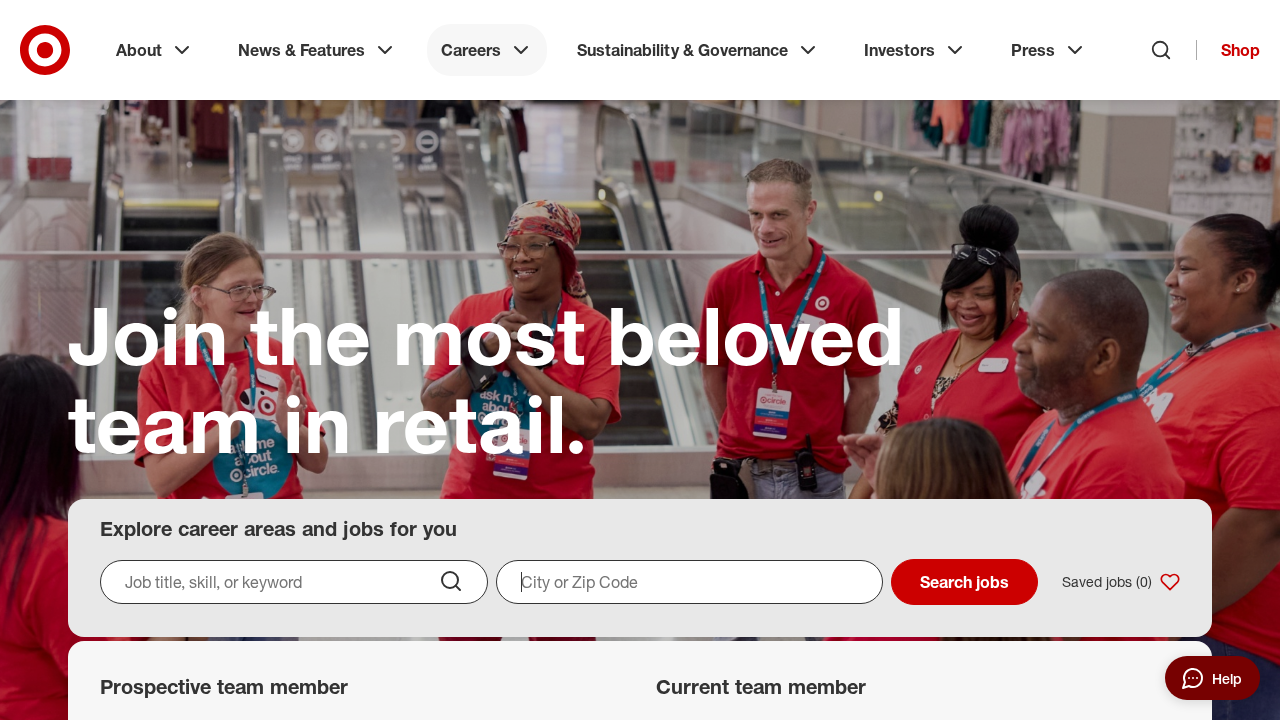 About
News & Features
Careers
Sustainability & Governance
Investors
Press
Shop
Join the most beloved
team in retail.
Explore career areas and jobs for you
Job title, skill, or keyword
City or Zip Code
Search jobs
Saved jobs (0)
Prospective team member
Current team member
Help